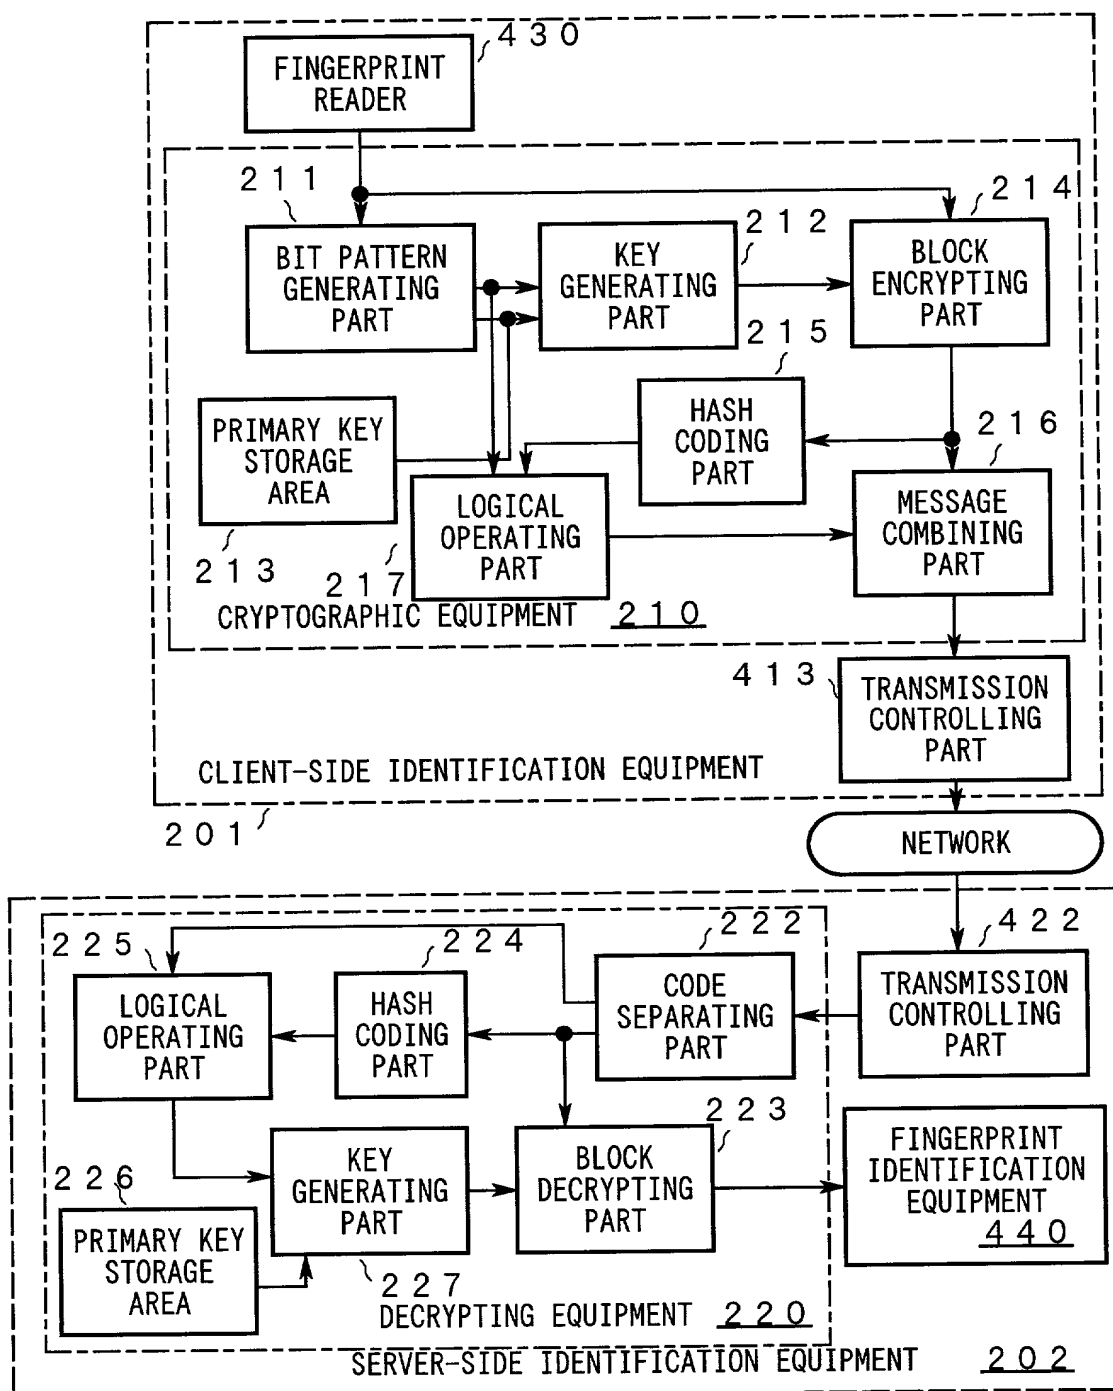 430
FINGERPRINT
READER
211
214
212
BIT PATTERN
GENERATING
PART
KEY
GENERATING
PART
BLOCK
ENCRYPTING
PART
215
HASH
CODING
PART
216
PRIMARY KEY
STORAGE
AREA
LOGICAL
OPERATING
PART
MESSAGE
COMBINING
PART
213
217
CRYPTOGRAPHIC EQUIPMENT 210
413
TRANSMISSION
CONTROLLING
PART
CLIENT-SIDE IDENTIFICATION EQUIPMENT
201
NETWORK
225
224
222
422
LOGICAL
OPERATING
PART
HASH
CODING
PART
CODE
SEPARATING
PART
TRANSMISSION
CONTROLLING
PART
223
226
KEY
GENERATING
PART
BLOCK
DECRYPTING
PART
FINGERPRINT
IDENTIFICATION
EQUIPMENT
440
PRIMARY KEY
STORAGE
AREA
227
DECRYPTING EQUIPMENT 220
SERVER-SIDE IDENTIFICATION EQUIPMENT 202